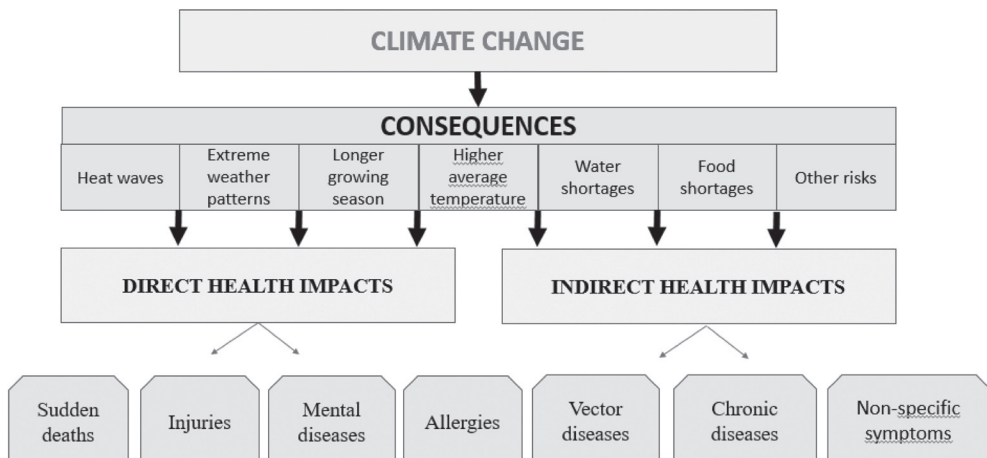 CLIMATE CHANGE
CONSEQUENCES
Heat waves
Extreme
weather
patterns
Longer
growing
season
Higher
average
temperature
Water
shortages
Food
shortages
Other risks
DIRECT HEALTH IMPACTS
INDIRECT HEALTH IMPACTS
Sudden
deaths
Injuries
Mental
diseases
Allergies
Vector
diseases
Chronic
diseases
Non-specific
symptoms